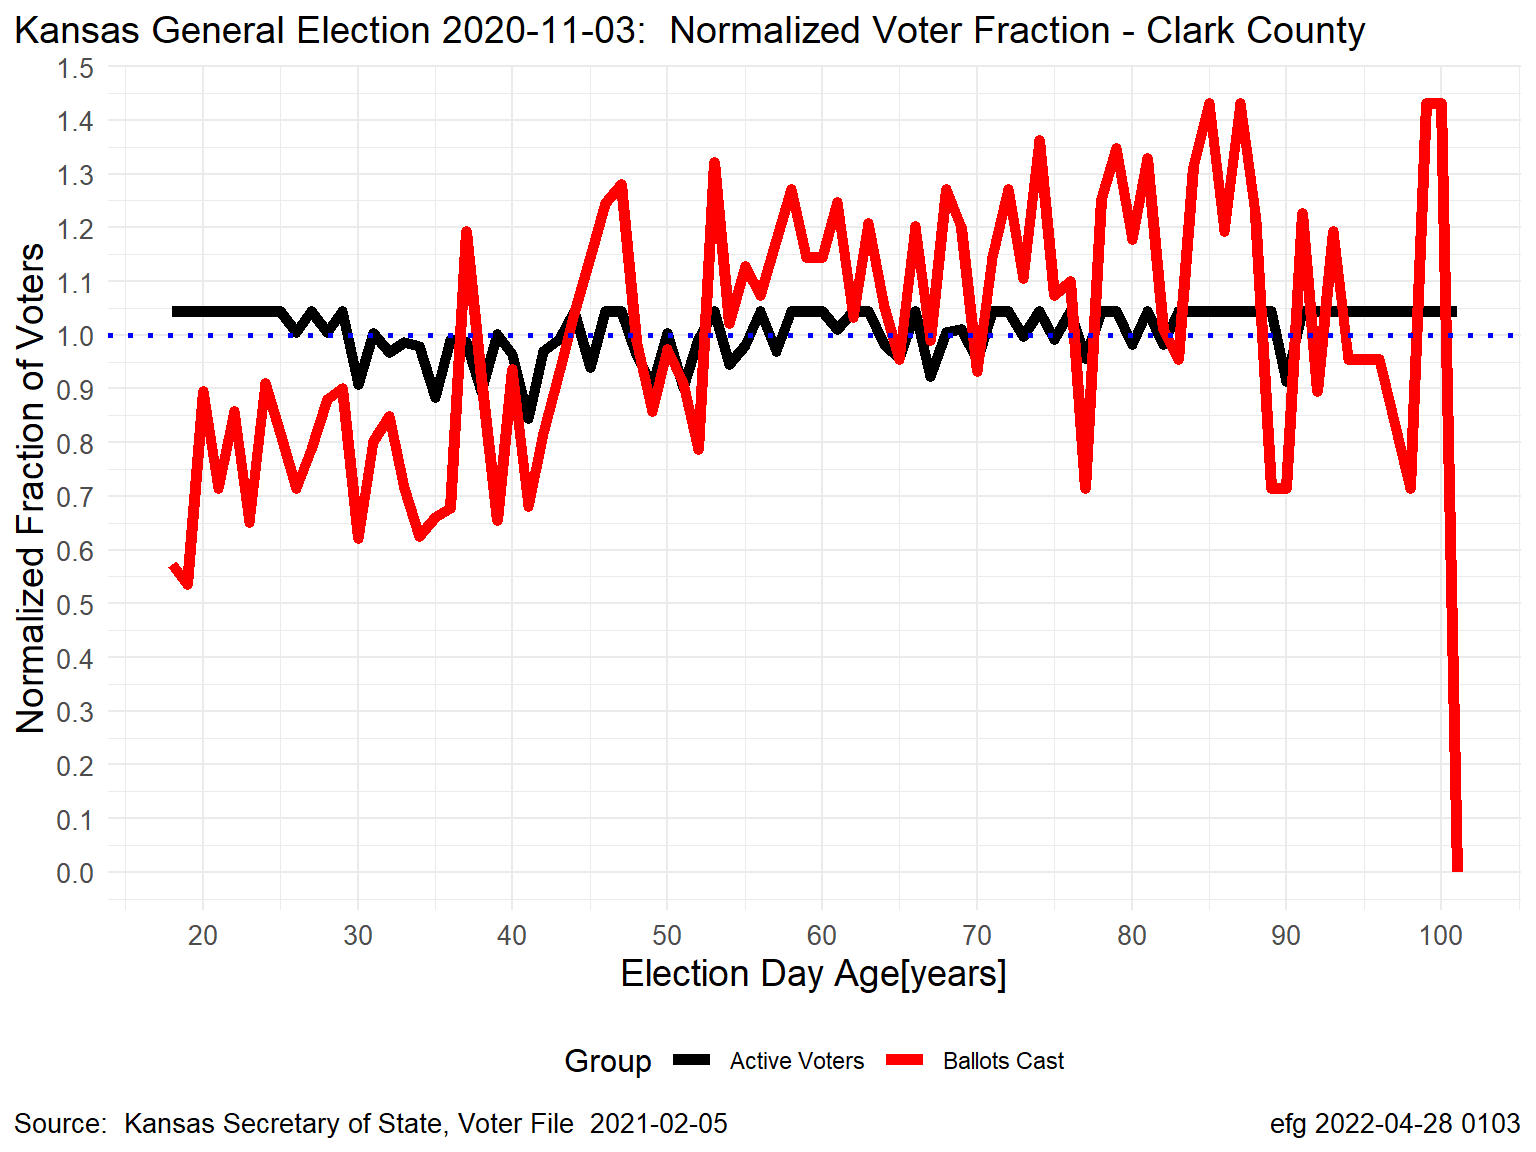 Kansas General Election 2020-11-03:  Normalized Voter Fraction - Clark County
Normalized Fraction of Voters
1.5
1.4
1.3
1.2
1.1
1.0
0.9
0.8
0.7
0.6
0.5
0.4
0.3
0.2
0.1
0.0
20 30 40 50 60 70 80 90 100
Election Day Age[years]
Group Active Voters Ballots Cast
Source:  Kansas Secretary of State, Voter File  2021-02-05
efg 2022-04-28 0103